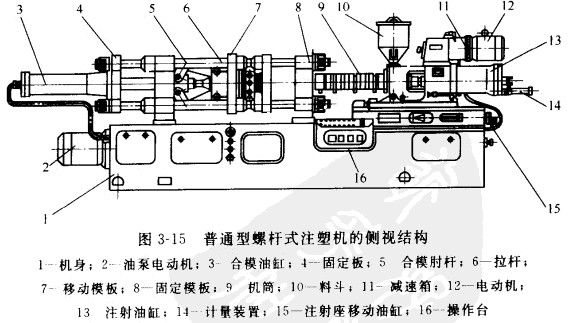 3 4 5 6 7 8 9 10 11 12
13
14
2
1
16
15
图 3-15 普通型螺杆式注塑机的侧视结构
1—机身；2—油泵电动机；3—合模油缸；4—固定板；5 合模肘杆；6—拉杆；
7—移动模板；8—固定模板；9 机筒；10—料斗；11—减速箱；12—电动机；
13 注射油缸；14—计量装置；15—注射座移动油缸；16—操作台